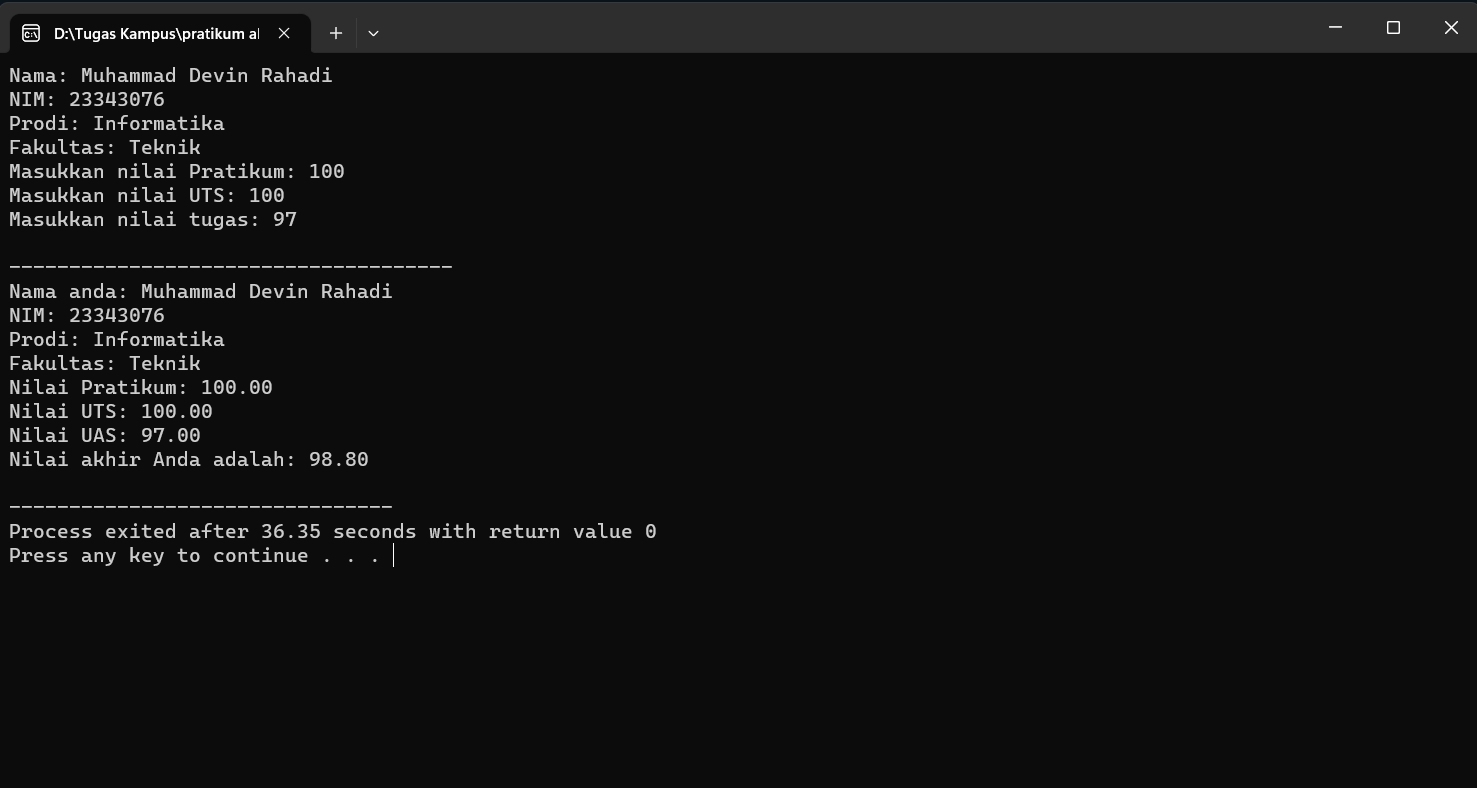 D:\Tugas Kampus\pratikum al
Nama: Muhammad Devin Rahadi
NIM: 23343076
Prodi: Informatika
Fakultas: Teknik
Masukkan nilai Pratikum: 100
Masukkan nilai UTS: 100
Masukkan nilai tugas: 97
-------------------------------------
Nama anda: Muhammad Devin Rahadi
NIM: 23343076
Prodi: Informatika
Fakultas: Teknik
Nilai Pratikum: 100.00
Nilai UTS: 100.00
Nilai UAS: 97.00
Nilai akhir Anda adalah: 98.80
--------------------------------
Process exited after 36.35 seconds with return value 0
Press any key to continue . . .